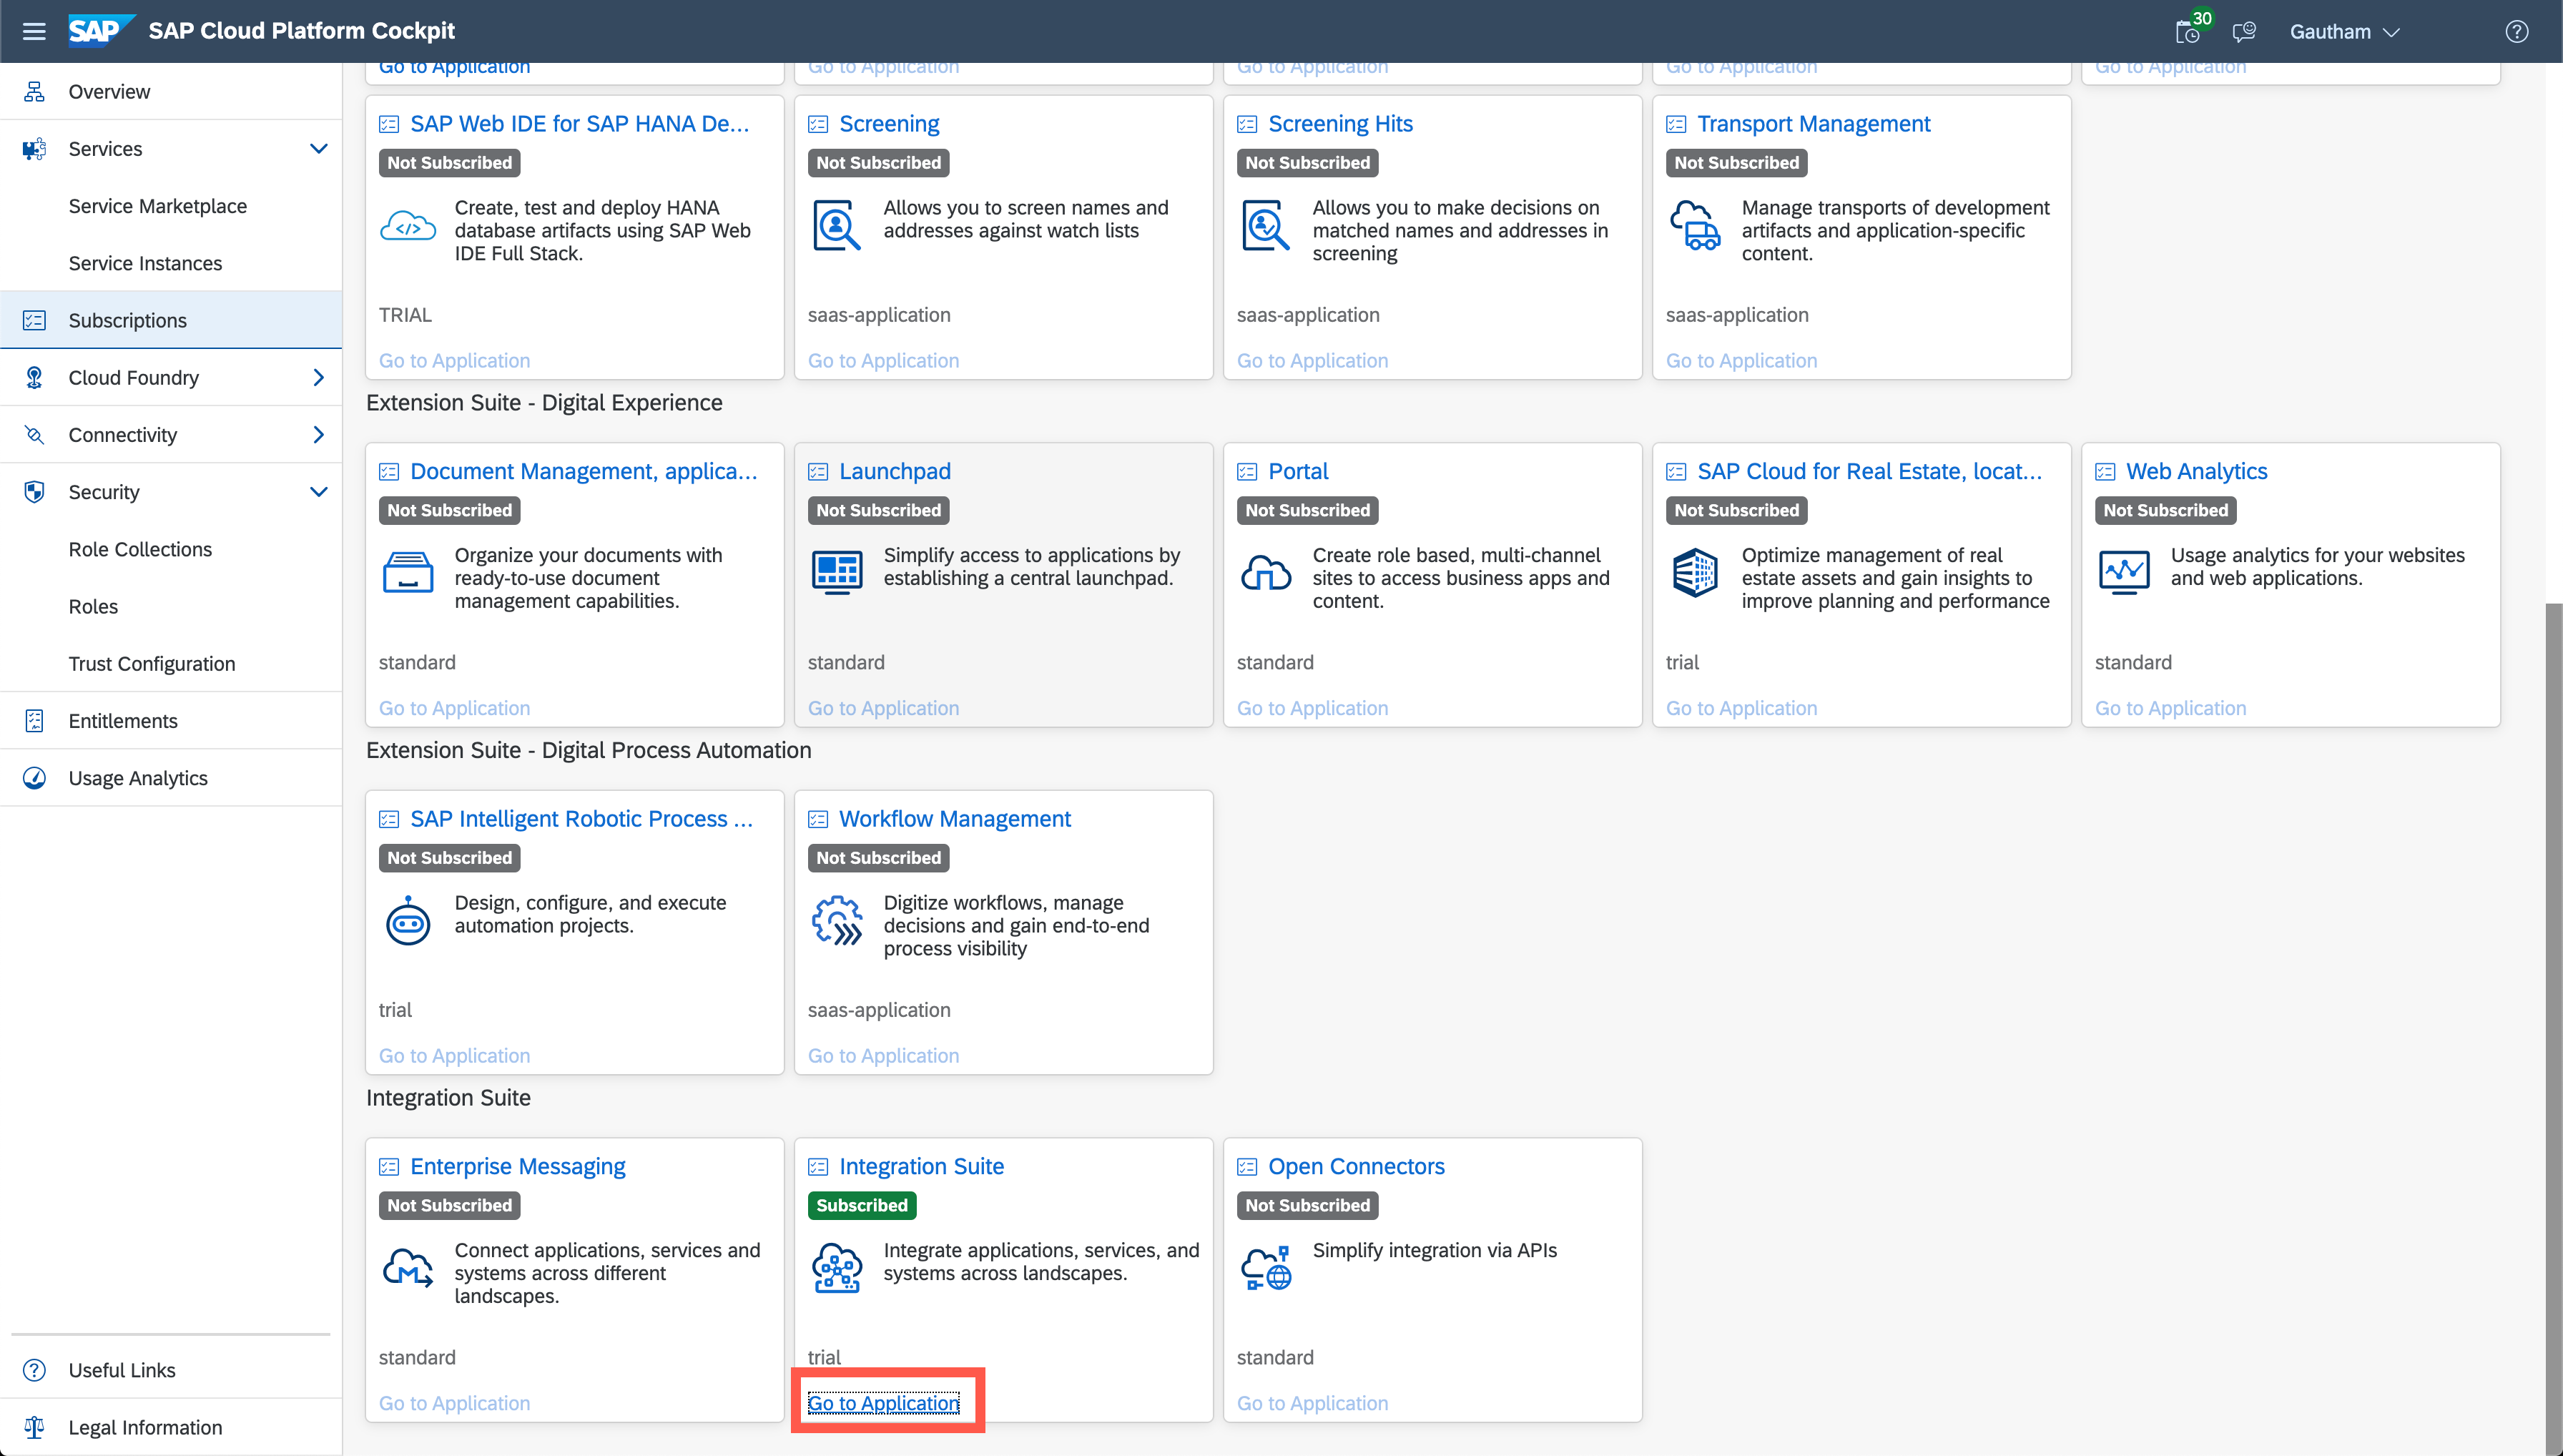 SAP SAP Cloud Platform Cockpit
30
Gautham
Overview
Services
Service Marketplace
Service Instances
Subscriptions
Cloud Foundry
Connectivity
Security
Role Collections
Roles
Trust Configuration
Entitlements
Usage Analytics
Useful Links
Legal Information
Go to Application
Go to Application
Go to Application
Go to Application
Go to Application
SAP Web IDE for SAP HANA De...
Not Subscribed
Create, test and deploy HANA
database artifacts using SAP Web
IDE Full Stack.
TRIAL
Go to Application
Screening
Not Subscribed
Allows you to screen names and
addresses against watch lists
saas-application
Go to Application
Screening Hits
Not Subscribed
Allows you to make decisions on
matched names and addresses in
screening
saas-application
Go to Application
Transport Management
Not Subscribed
Manage transports of development
artifacts and application-specific
content.
saas-application
Go to Application
Extension Suite - Digital Experience
Document Management, applica...
Not Subscribed
Organize your documents with
ready-to-use document
management capabilities.
standard
Go to Application
Launchpad
Not Subscribed
Simplify access to applications by
establishing a central launchpad.
standard
Go to Application
Portal
Not Subscribed
Create role based, multi-channel
sites to access business apps and
content.
standard
Go to Application
SAP Cloud for Real Estate, locat...
Not Subscribed
Optimize management of real
estate assets and gain insights to
improve planning and performance
trial
Go to Application
Web Analytics
Not Subscribed
Usage analytics for your websites
and web applications.
standard
Go to Application
Extension Suite - Digital Process Automation
SAP Intelligent Robotic Process ...
Not Subscribed
Design, configure, and execute
automation projects.
trial
Go to Application
Workflow Management
Not Subscribed
Digitize workflows, manage
decisions and gain end-to-end
process visibility
saas-application
Go to Application
Integration Suite
Enterprise Messaging
Not Subscribed
Connect applications, services and
systems across different
landscapes.
standard
Go to Application
Integration Suite
Subscribed
Integrate applications, services, and
systems across landscapes.
trial
Go to Application
Open Connectors
Not Subscribed
Simplify integration via APIs
standard
Go to Application